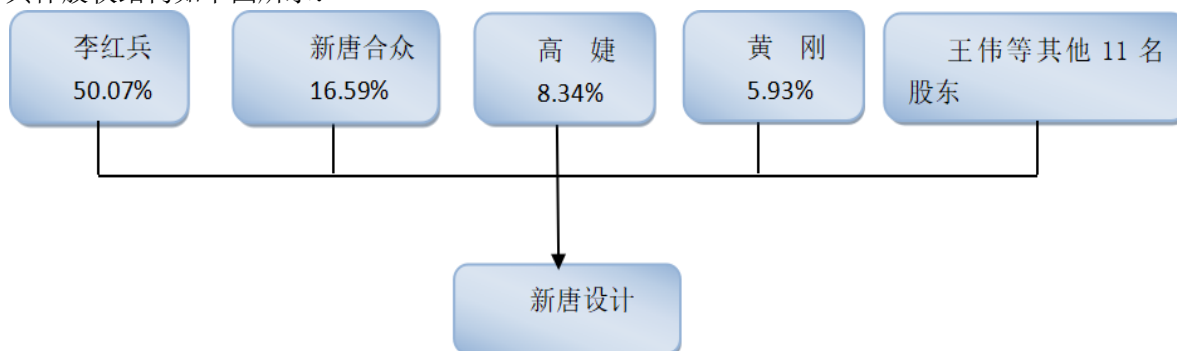 李红兵
50.07%
新唐合众
16.59%
高 婕
8.34%
黄 刚
5.93%
王伟等其他 11 名
股东
新唐设计